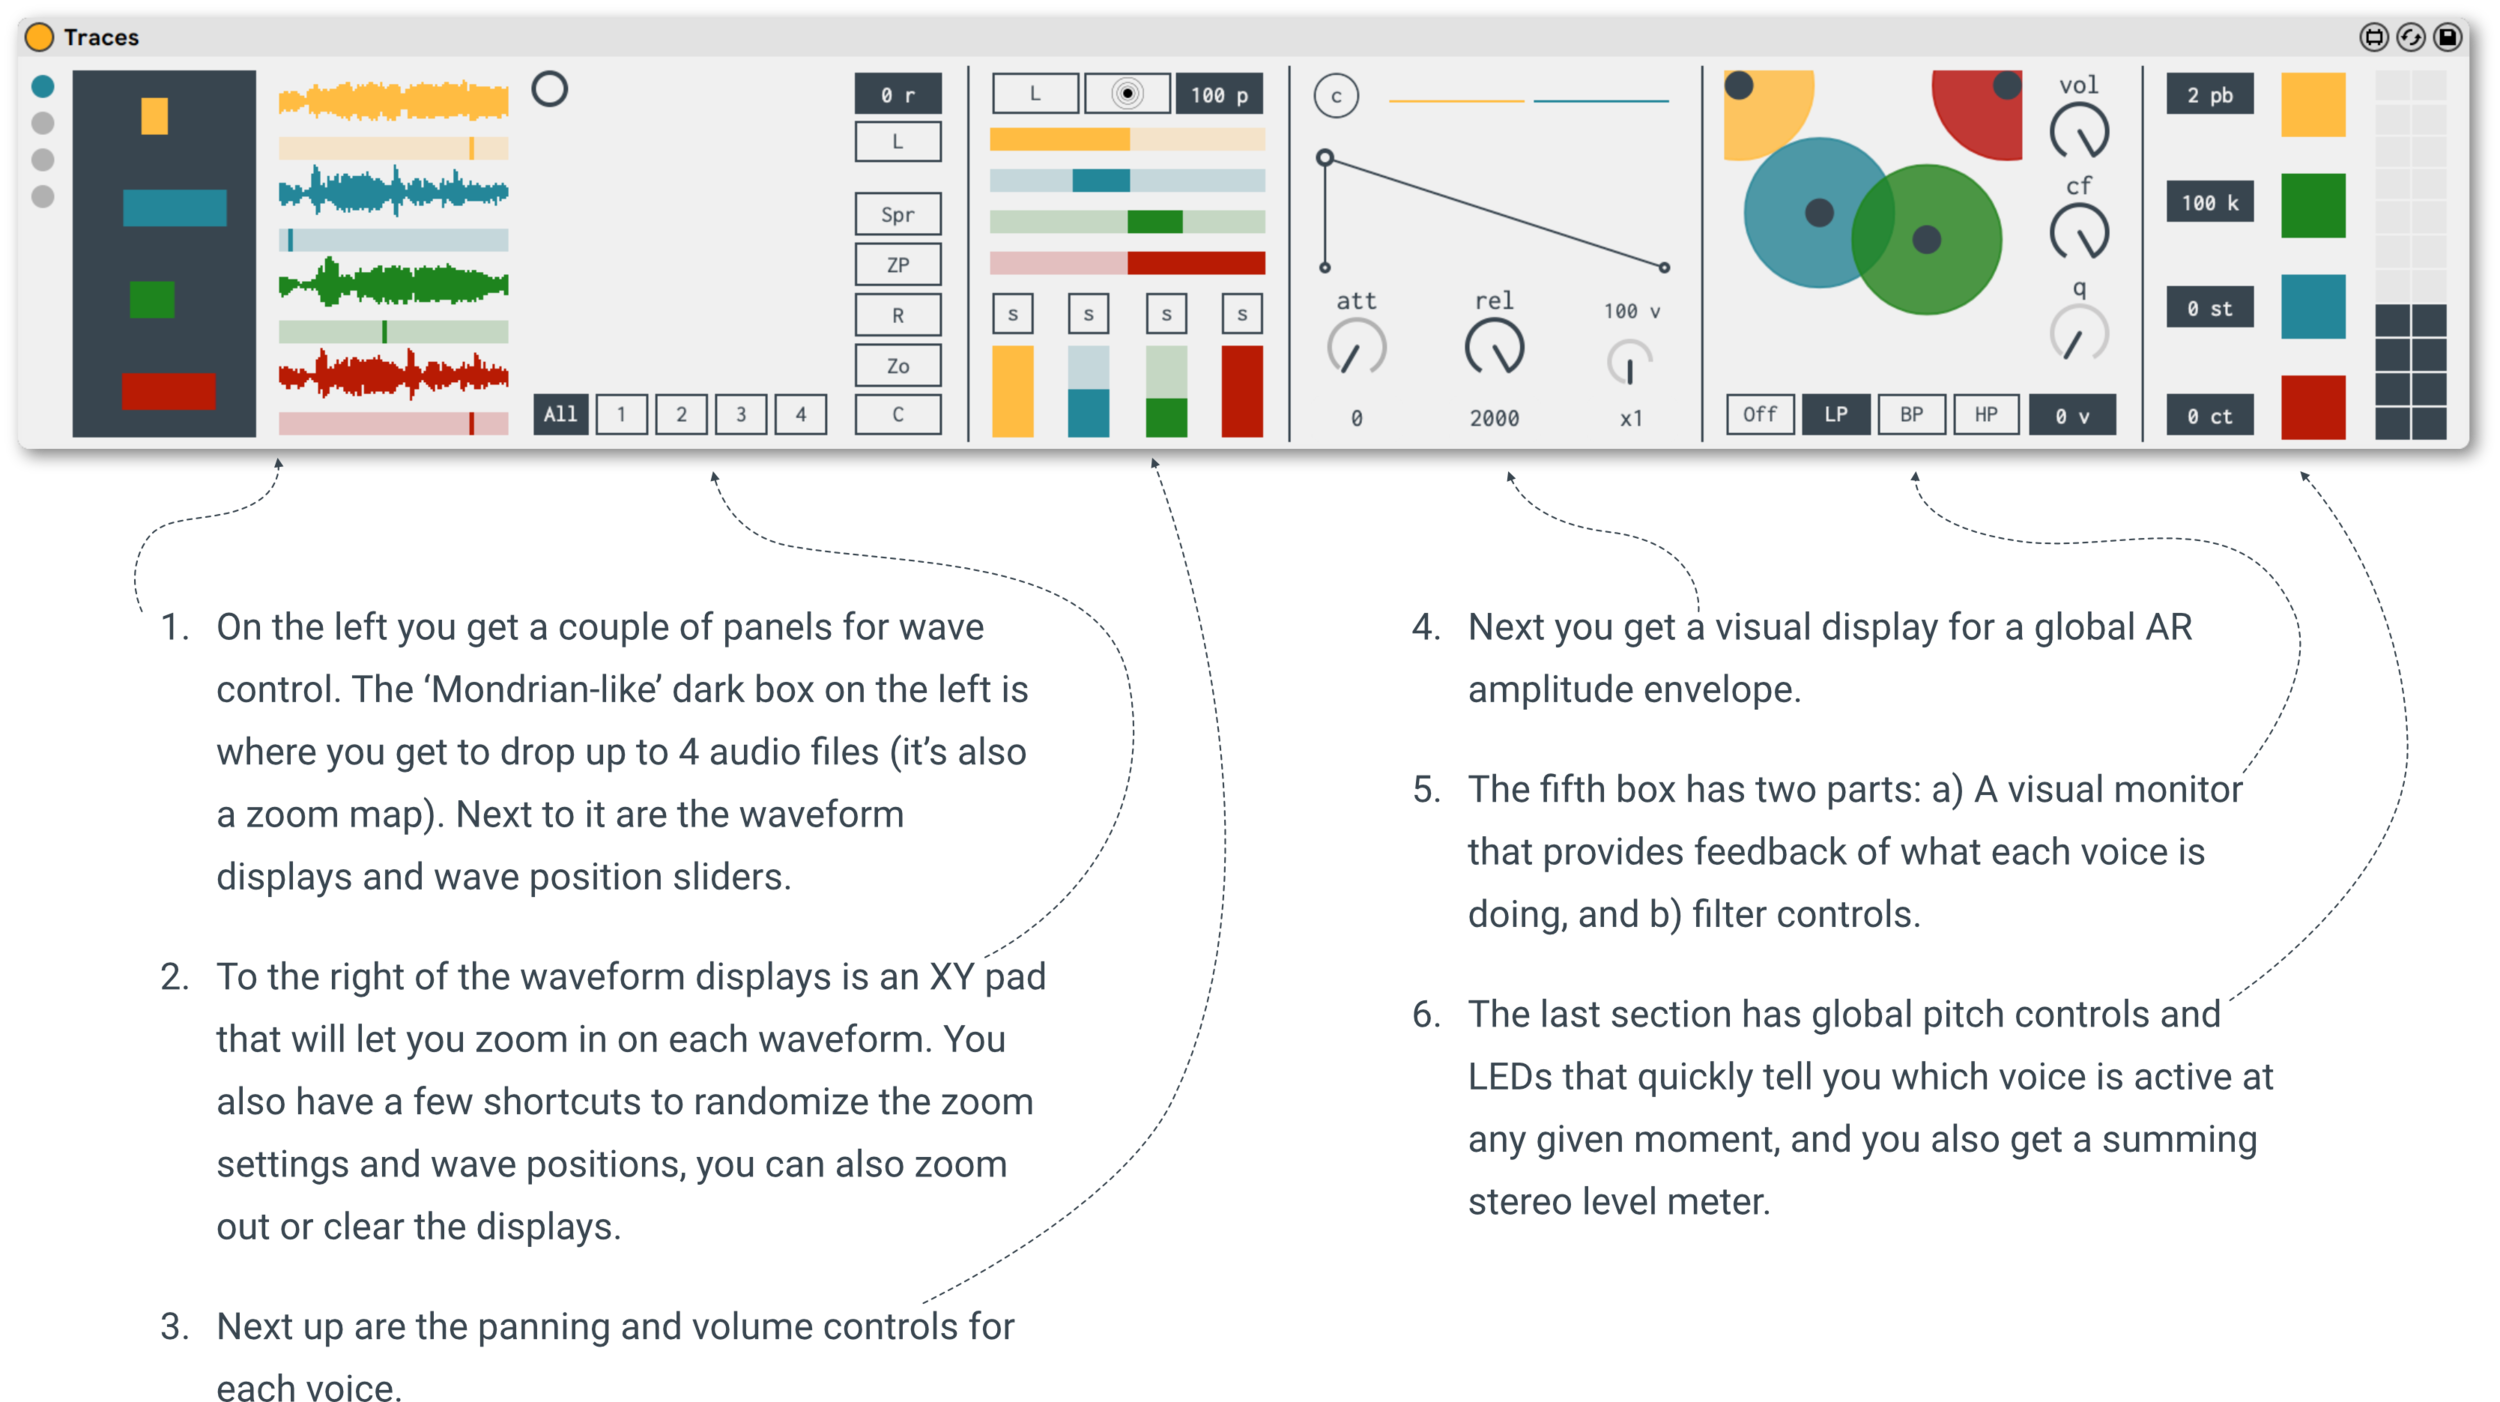 Traces
0 r
L
Spr
ZP
R
Zo
C
All 1 2 3 4
L 100 p
s s s s
c
att rel 100 v
0 2000 x1
vol
cf
q
Off LP BP HP 0 v
2 pb
100 k
0 st
0 ct
1. On the left you get a couple of panels for wave
control. The ‘Mondrian-like’ dark box on the left is
where you get to drop up to 4 audio files (it’s also
a zoom map). Next to it are the waveform
displays and wave position sliders.
2. To the right of the waveform displays is an XY pad
that will let you zoom in on each waveform. You
also have a few shortcuts to randomize the zoom
settings and wave positions, you can also zoom
out or clear the displays.
3. Next up are the panning and volume controls for
each voice.
4. Next you get a visual display for a global AR
amplitude envelope.
5. The fifth box has two parts: a) A visual monitor
that provides feedback of what each voice is
doing, and b) filter controls.
6. The last section has global pitch controls and
LEDs that quickly tell you which voice is active at
any given moment, and you also get a summing
stereo level meter.